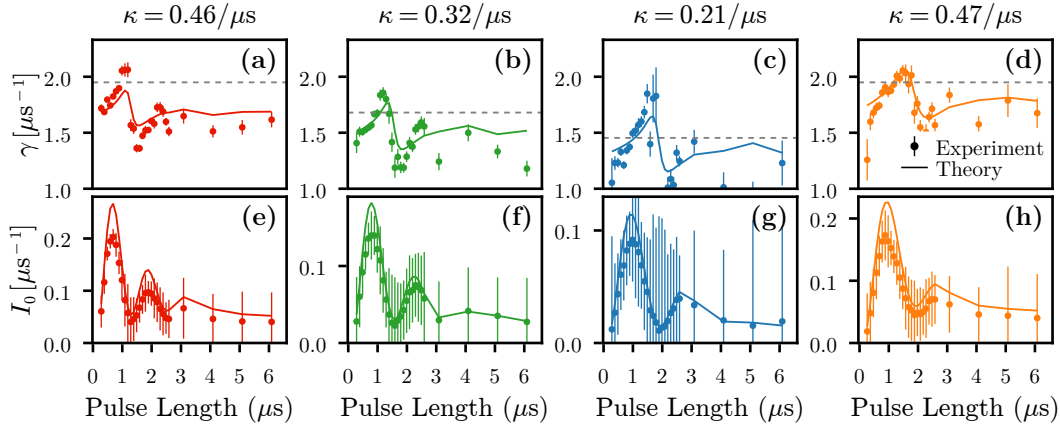 κ = 0.46/μs κ = 0.32/μs κ = 0.21/μs κ = 0.47/μs
(a) (b) (c) (d)
γ [μs⁻¹]
2.0 2.0 2.0 2.0
1.5 1.5 1.5 1.5
1.0 1.0 1.0 1.0
Experiment
Theory
(e) (f) (g) (h)
I₀ [μs⁻¹]
0.2 0.1 0.0
0.1 0.0
0.1 0.0
0.2 0.1 0.0
0 1 2 3 4 5 6 0 1 2 3 4 5 6 0 1 2 3 4 5 6 0 1 2 3 4 5 6
Pulse Length (μs) Pulse Length (μs) Pulse Length (μs) Pulse Length (μs)